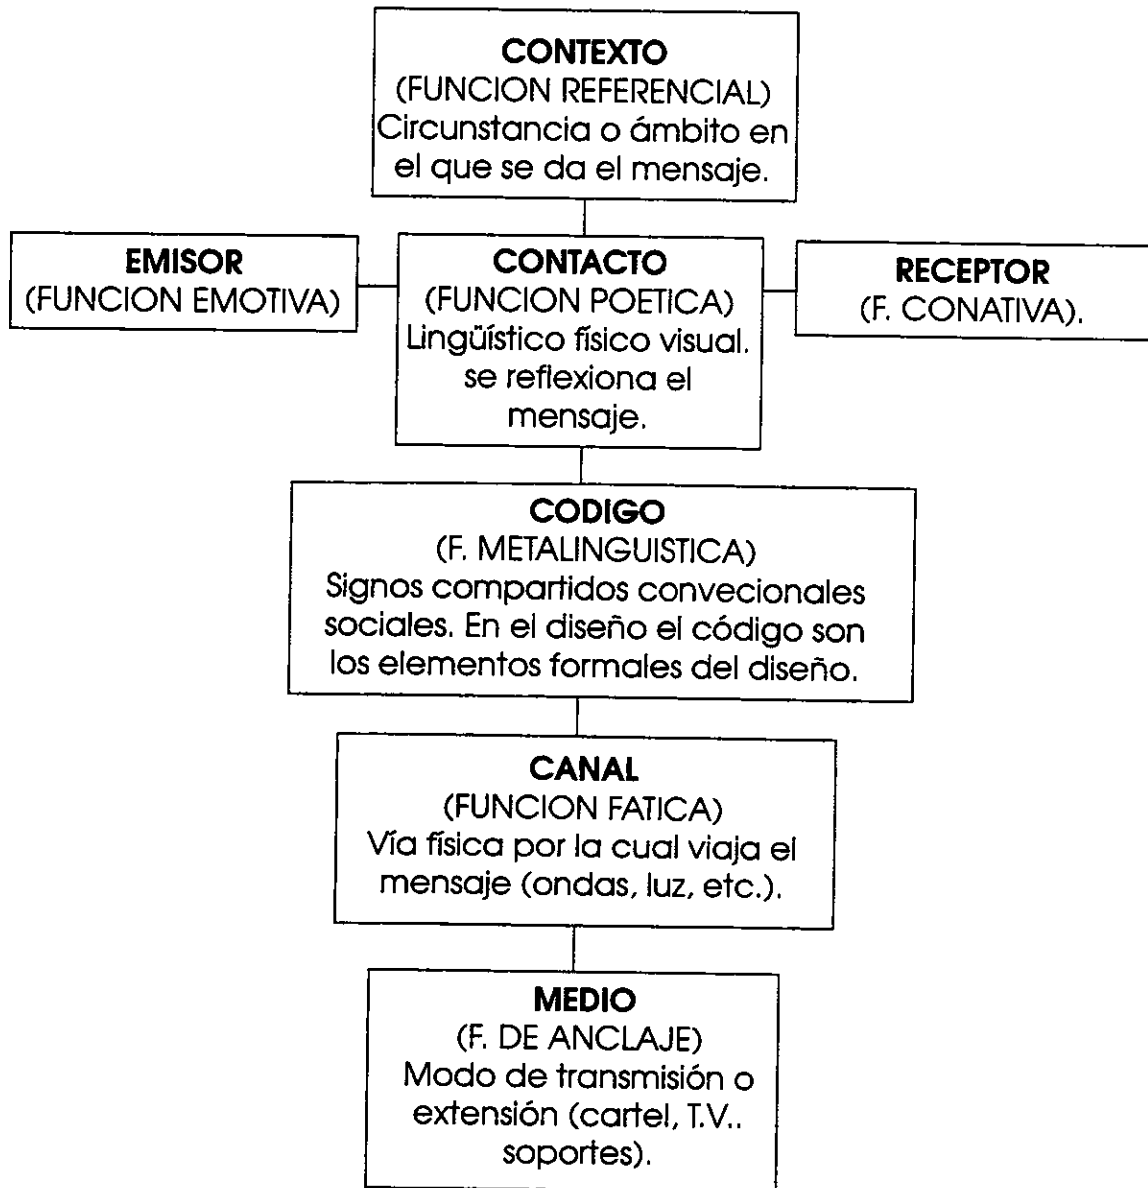 CONTEXTO
(FUNCION REFERENCIAL)
Circunstancia o ámbito en
el que se da el mensaje.
EMISOR
(FUNCION EMOTIVA)
CONTACTO
(FUNCION POETICA)
Lingüístico físico visual.
se reflexiona el
mensaje.
RECEPTOR
(F. CONATIVA).
CODIGO
(F. METALINGUISTICA)
Signos compartidos convecionales
sociales. En el diseño el código son
los elementos formales del diseño.
CANAL
(FUNCION FATICA)
Vía física por la cual viaja el
mensaje (ondas, luz, etc.).
MEDIO
(F. DE ANCLAJE)
Modo de transmisión o
extensión (cartel, T.V..
soportes).